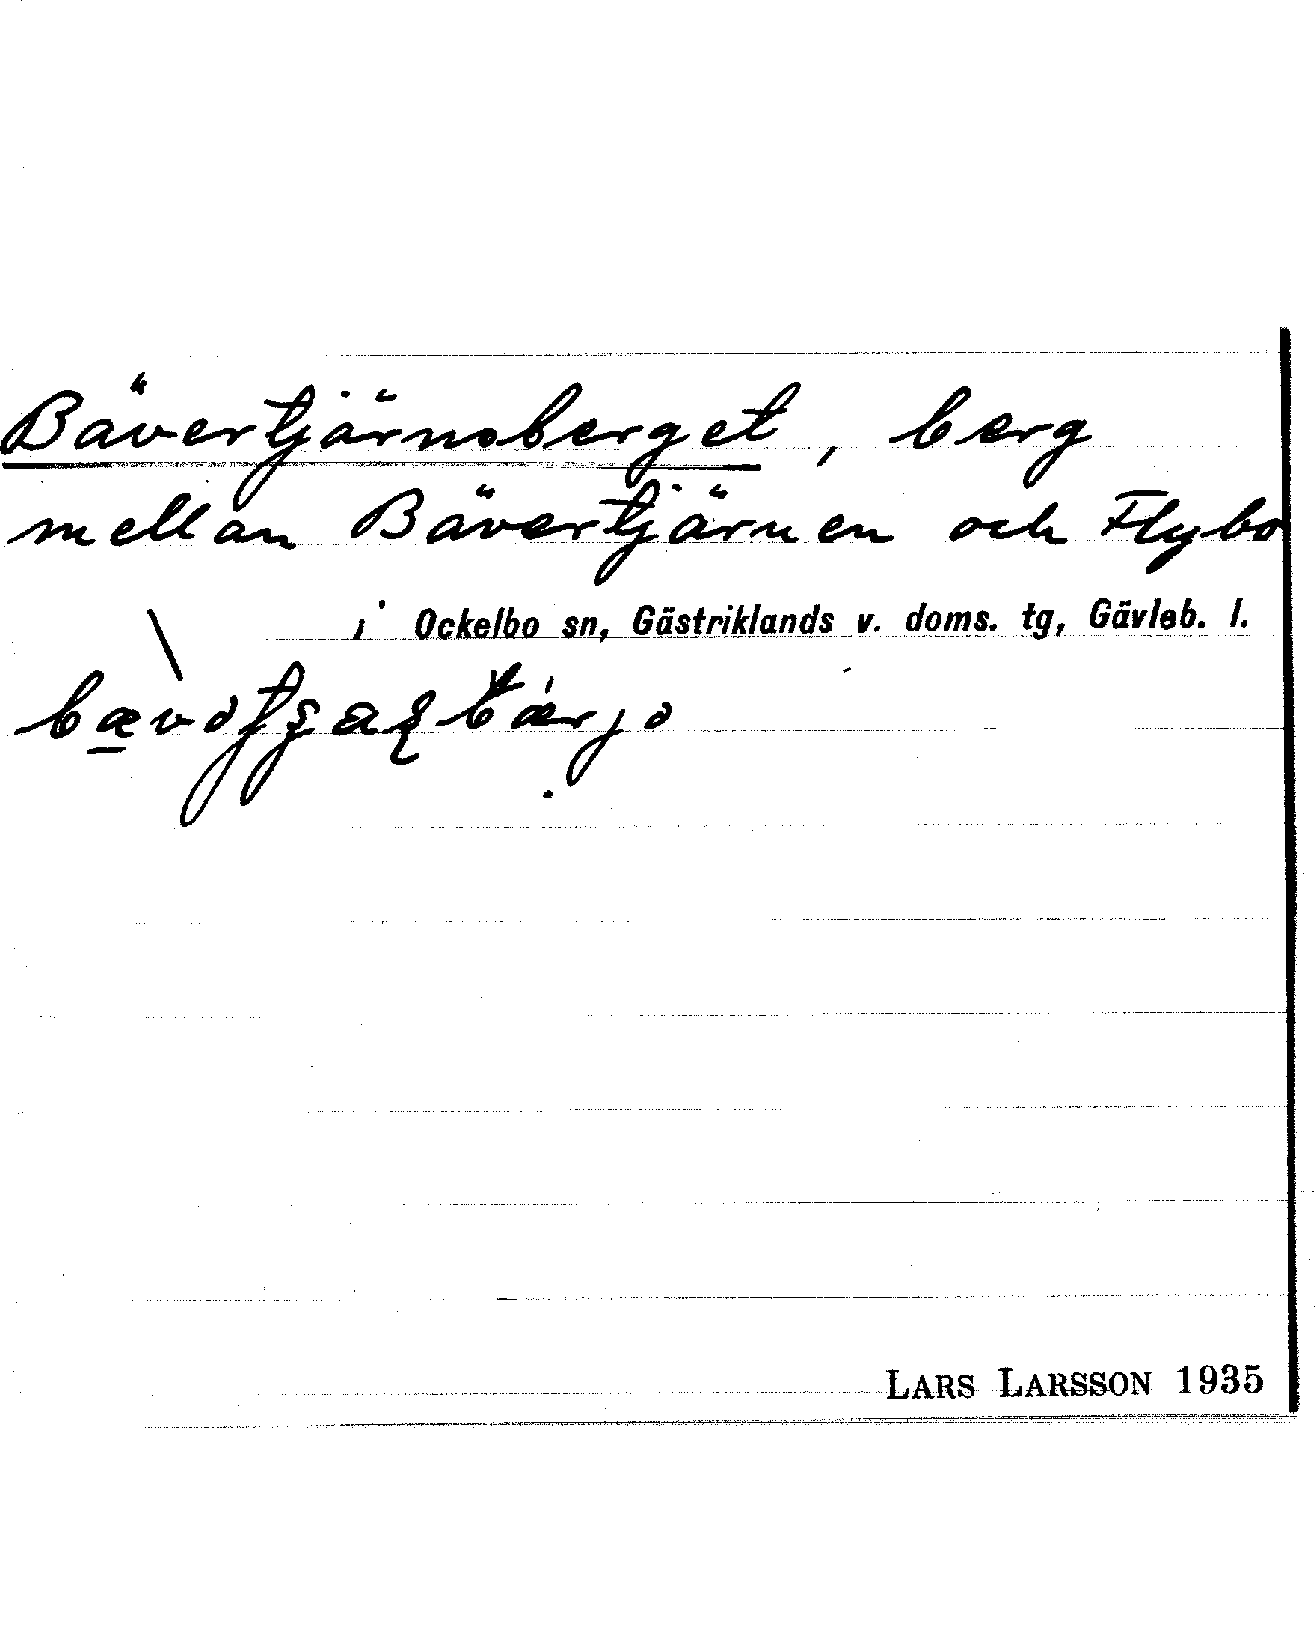 Bävertjärnsberget, berg
mellan Bävertjärnen och Flybo
i Ockelbo sn, Gästriklands v. doms. tg, Gävleb. l.
LARS LARSSON 1935